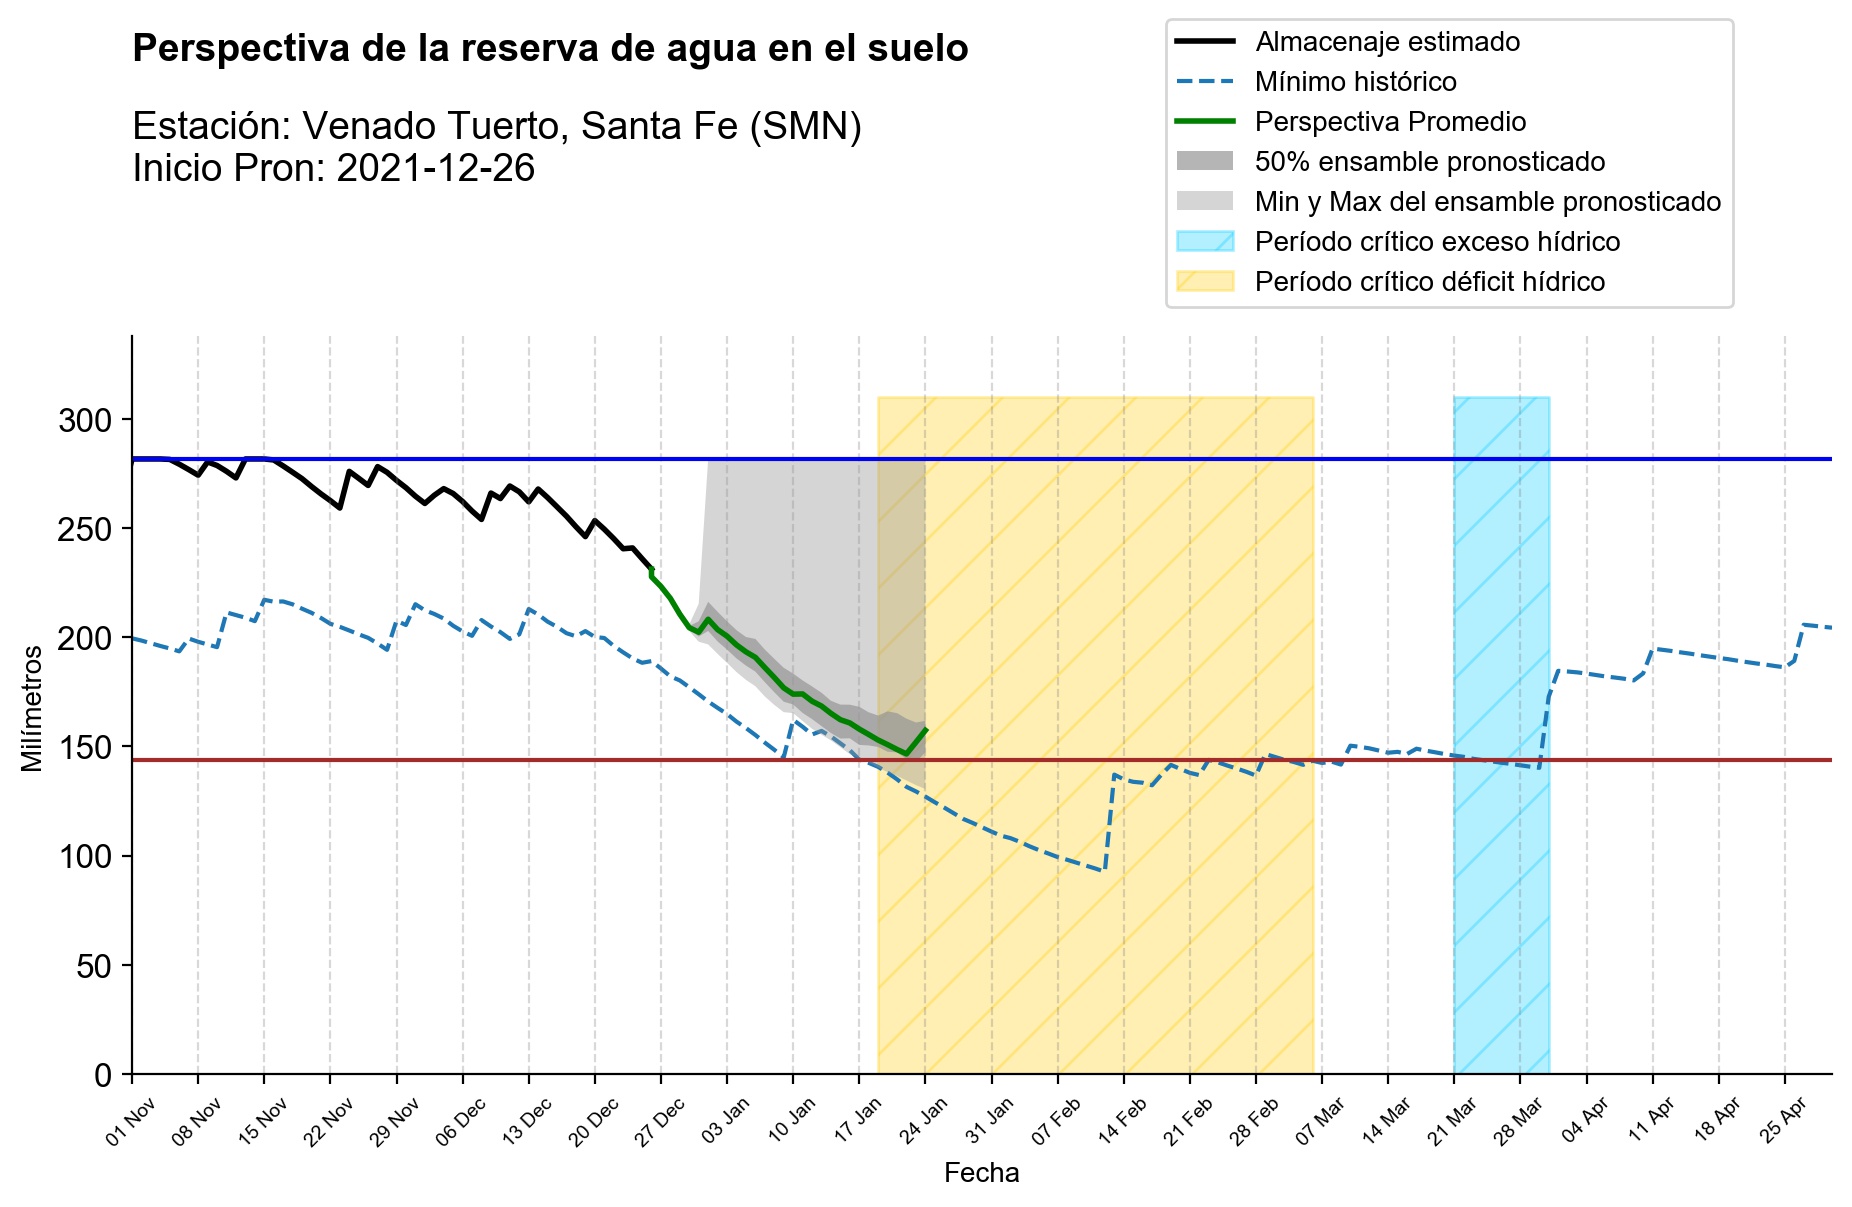 Perspectiva de la reserva de agua en el suelo
Estación: Venado Tuerto, Santa Fe (SMN)
Inicio Pron: 2021-12-26
Almacenaje estimado
Mínimo histórico
Perspectiva Promedio
50% ensamble pronosticado
Min y Max del ensamble pronosticado
Período crítico exceso hídrico
Período crítico déficit hídrico
Milímetros
300
250
200
150
100
50
0
01 Nov
08 Nov
15 Nov
22 Nov
29 Nov
06 Dec
13 Dec
20 Dec
27 Dec
03 Jan
10 Jan
17 Jan
24 Jan
31 Jan
07 Feb
14 Feb
21 Feb
28 Feb
07 Mar
14 Mar
21 Mar
28 Mar
04 Apr
11 Apr
18 Apr
25 Apr
Fecha